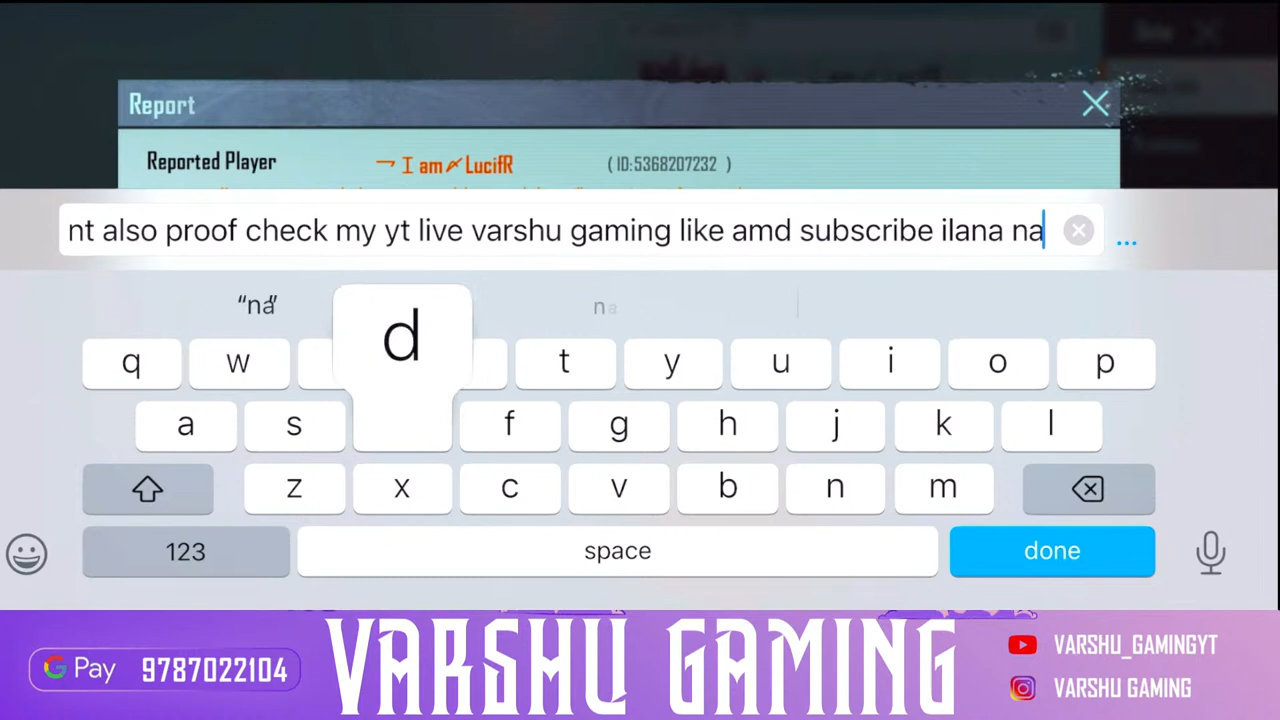 Report
Reported Player ㄱ I am 〆 LucifR ( ID:5368207232 )
nt also proof check my yt live varshu gaming like amd subscribe ilana na
...
“na” d na
q w t y u i o p
a s f g h j k l
z x c v b n m
123 space done
G Pay 9787022104
VARSHU GAMING
VARSHU_GAMINGYT
VARSHU GAMING